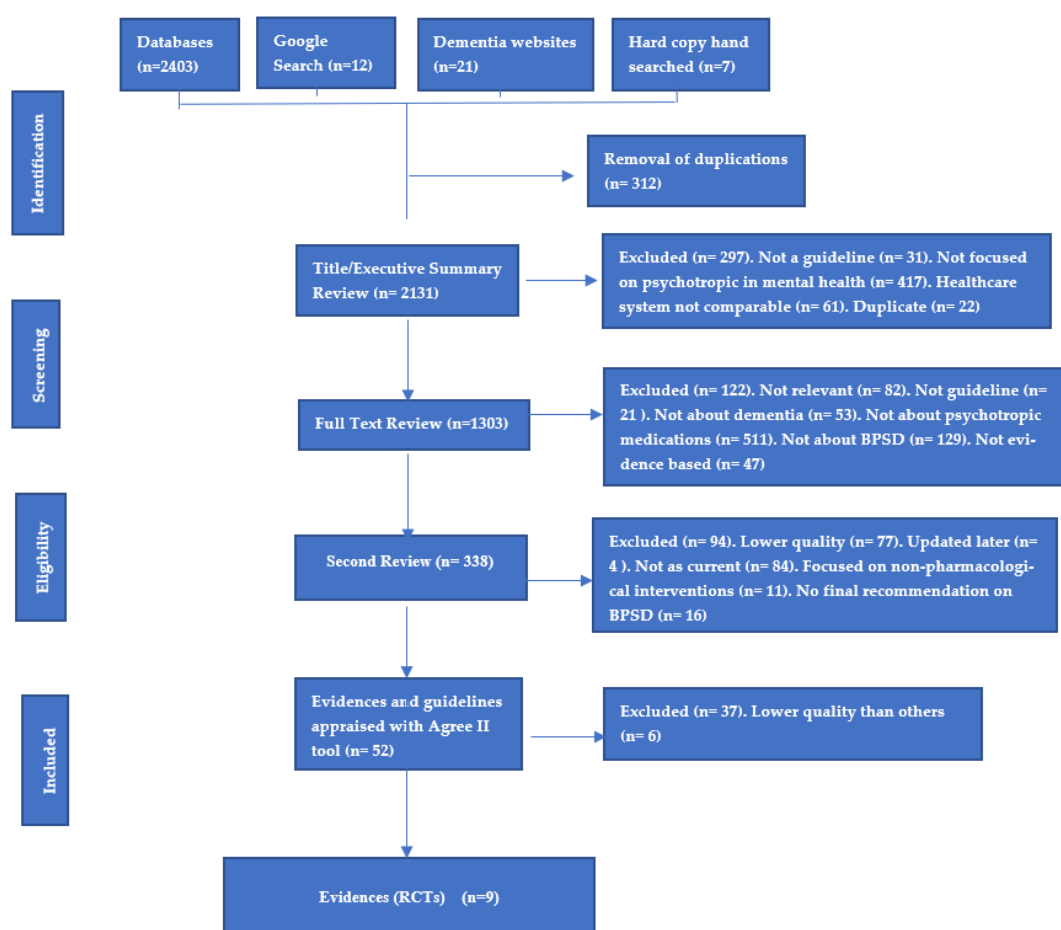 Databases
(n=2403)
Google
Search (n=12)
Dementia websites
(n=21)
Hard copy hand
searched (n=7)
Identification
Removal of duplications
(n= 312)
Title/Executive Summary
Review (n= 2131)
Excluded (n= 297). Not a guideline (n= 31). Not focused
on psychotropic in mental health (n= 417). Healthcare
system not comparable (n= 61). Duplicate (n= 22)
Screening
Full Text Review (n=1303)
Excluded (n= 122). Not relevant (n= 82). Not guideline (n=
21 ). Not about dementia (n= 53). Not about psychotropic
medications (n= 511). Not about BPSD (n= 129). Not evi-
dence based (n= 47)
Eligibility
Second Review (n= 338)
Excluded (n= 94). Lower quality (n= 77). Updated later (n=
4 ). Not as current (n= 84). Focused on non-pharmacologi-
cal interventions (n= 11). No final recommendation on
BPSD (n= 16)
Included
Evidences and guidelines
appraised with Agree II
tool (n= 52)
Excluded (n= 37). Lower quality than others
(n= 6)
Evidences (RCTs) (n=9)